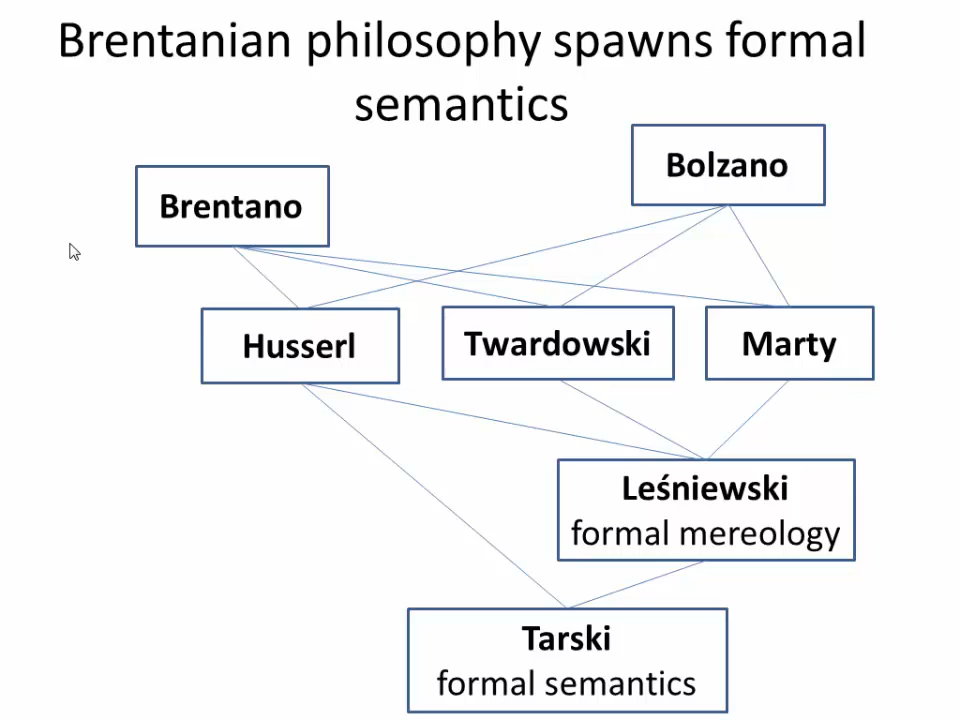 Brentanian philosophy spawns formal
semantics
Bolzano
Brentano
Husserl
Twardowski
Marty
Leśniewski
formal mereology
Tarski
formal semantics